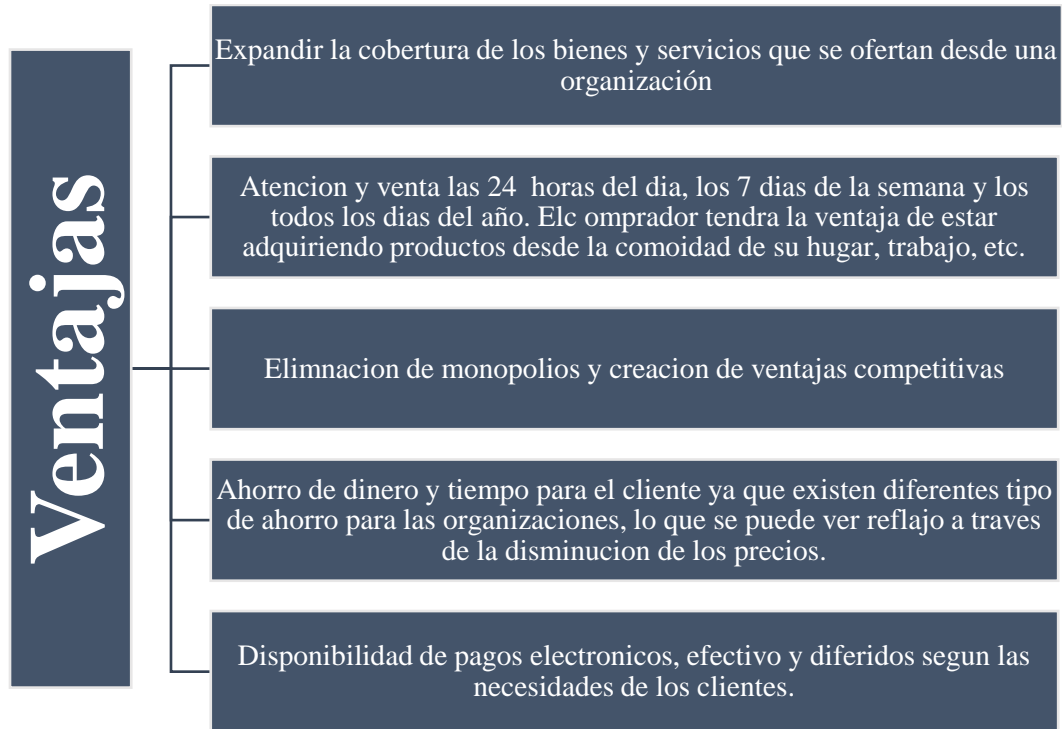 Ventajas
Expandir la cobertura de los bienes y servicios que se ofertan desde una
organización
Atencion y venta las 24 horas del dia, los 7 dias de la semana y los
todos los dias del año. Elc omprador tendra la ventaja de estar
adquiriendo productos desde la comoidad de su hugar, trabajo, etc.
Elimnacion de monopolios y creacion de ventajas competitivas
Ahorro de dinero y tiempo para el cliente ya que existen diferentes tipo
de ahorro para las organizaciones, lo que se puede ver reflajo a traves
de la disminucion de los precios.
Disponibilidad de pagos electronicos, efectivo y diferidos segun las
necesidades de los clientes.